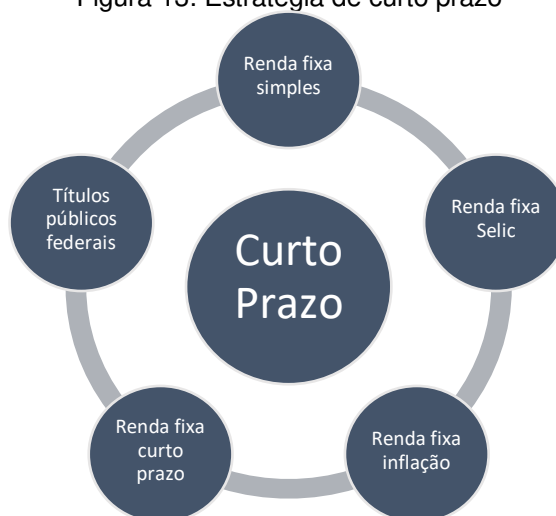 Figura 13: Estratégia de curto prazo
Renda fixa
simples
Renda fixa
Selic
Renda fixa
inflação
Renda fixa
curto
prazo
Títulos
públicos
federais
Curto
Prazo